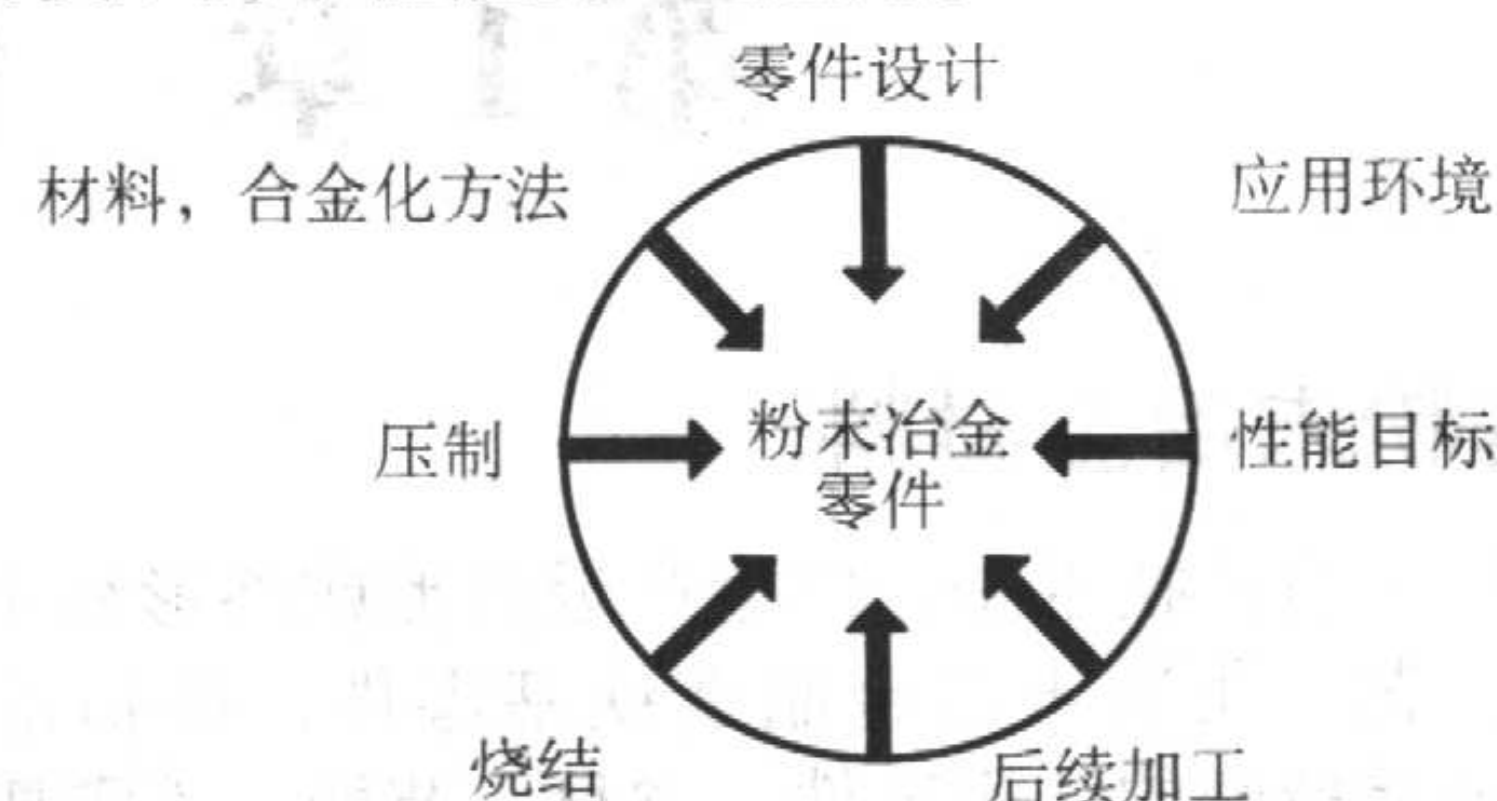 零件设计
材料，合金化方法
应用环境
压制
粉末冶金
零件
性能目标
烧结
后续加工